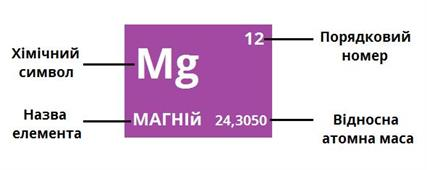 Хімічний
символ
Mg
12
Порядковий
номер
Назва
елемента
МАГНІй
24,3050
Відносна
атомна маса